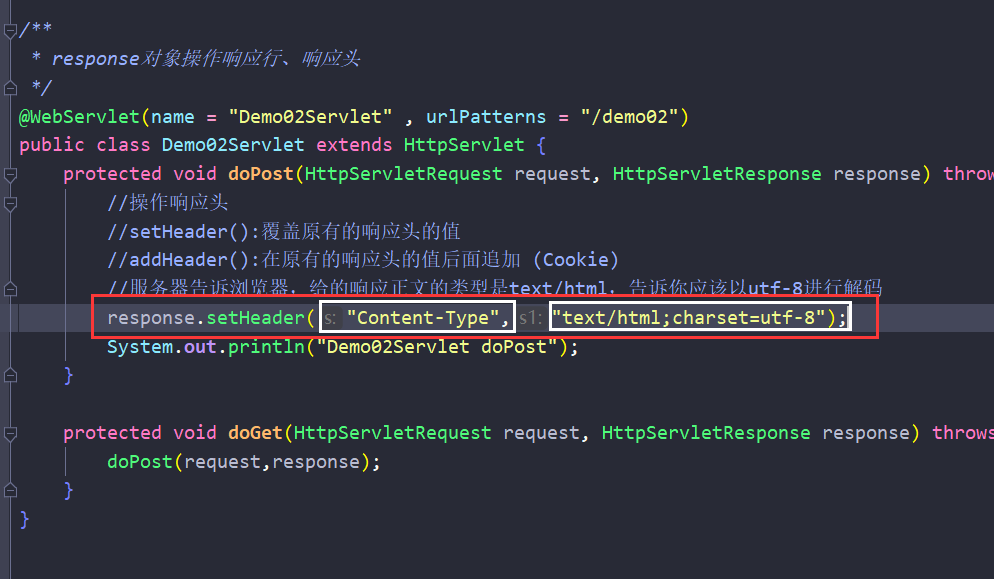 /**
 * response对象操作响应行、响应头
 */
@WebServlet(name = "Demo02Servlet" , urlPatterns = "/demo02")
public class Demo02Servlet extends HttpServlet {
    protected void doPost(HttpServletRequest request, HttpServletResponse response) throw
        //操作响应头
        //setHeader():覆盖原有的响应头的值
        //addHeader():在原有的响应头的值后面追加 (Cookie)
        //服务器告诉浏览器，给的响应正文的类型是text/html，告诉你应该以utf-8进行解码
        response.setHeader( s: "Content-Type", s1: "text/html;charset=utf-8");
        System.out.println("Demo02Servlet doPost");
    }
    protected void doGet(HttpServletRequest request, HttpServletResponse response) throws
        doPost(request,response);
    }
}